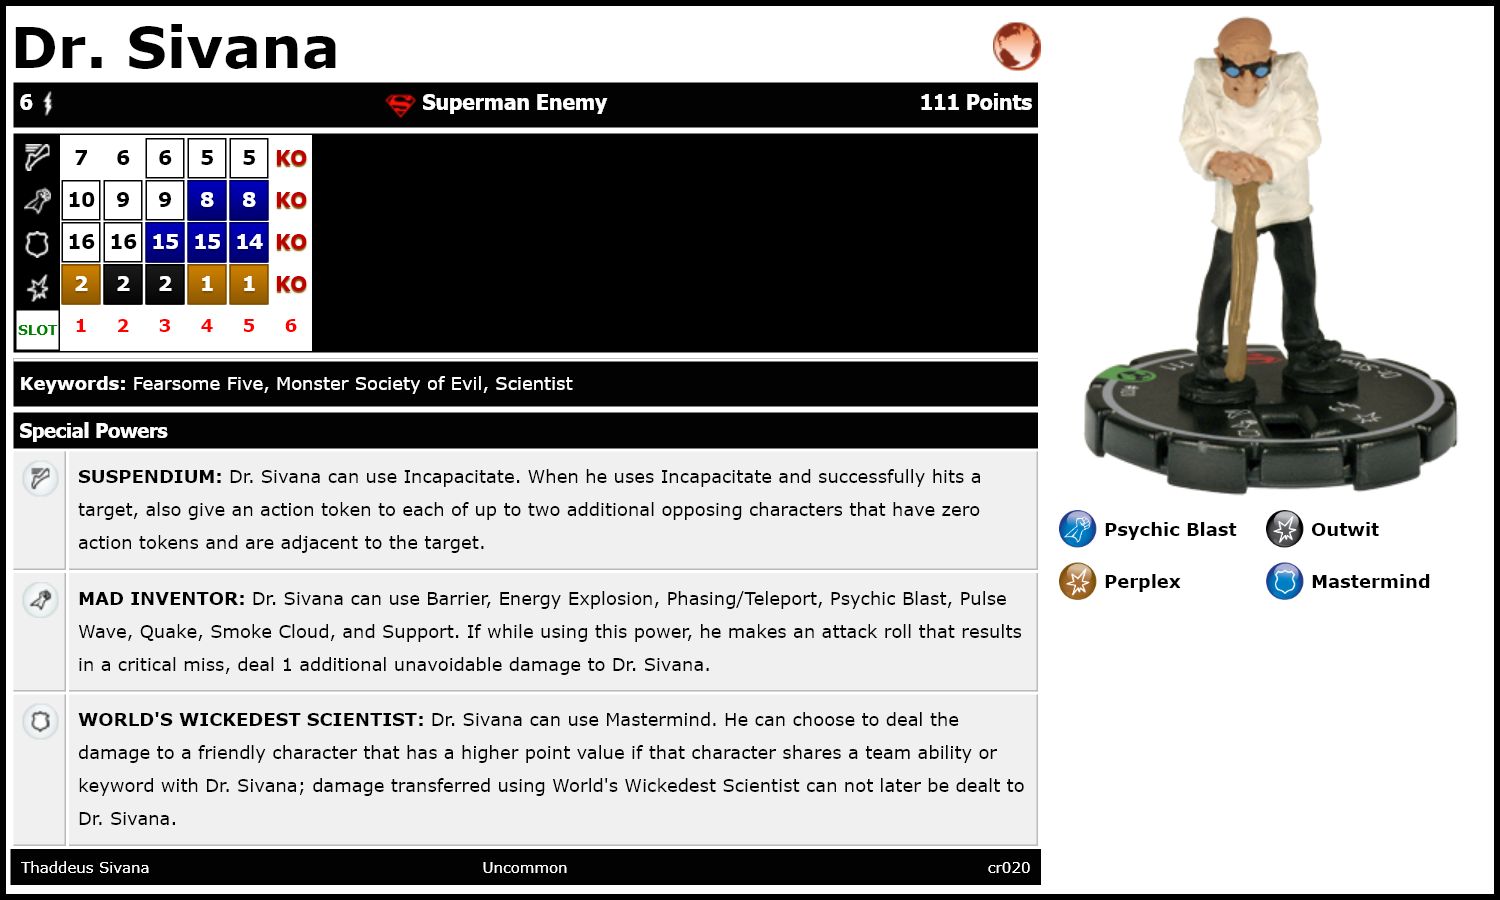 Dr. Sivana
6 Superman Enemy 111 Points
7 6 6 5 5 KO
10 9 9 8 8 KO
16 16 15 15 14 KO
2 2 2 1 1 KO
SLOT 1 2 3 4 5 6
Keywords: Fearsome Five, Monster Society of Evil, Scientist
Special Powers
SUSPENDIUM: Dr. Sivana can use Incapacitate. When he uses Incapacitate and successfully hits a
target, also give an action token to each of up to two additional opposing characters that have zero
action tokens and are adjacent to the target.
MAD INVENTOR: Dr. Sivana can use Barrier, Energy Explosion, Phasing/Teleport, Psychic Blast, Pulse
Wave, Quake, Smoke Cloud, and Support. If while using this power, he makes an attack roll that results
in a critical miss, deal 1 additional unavoidable damage to Dr. Sivana.
WORLD'S WICKEDEST SCIENTIST: Dr. Sivana can use Mastermind. He can choose to deal the
damage to a friendly character that has a higher point value if that character shares a team ability or
keyword with Dr. Sivana; damage transferred using World's Wickedest Scientist can not later be dealt to
Dr. Sivana.
Thaddeus Sivana Uncommon cr020
Psychic Blast Outwit
Perplex Mastermind